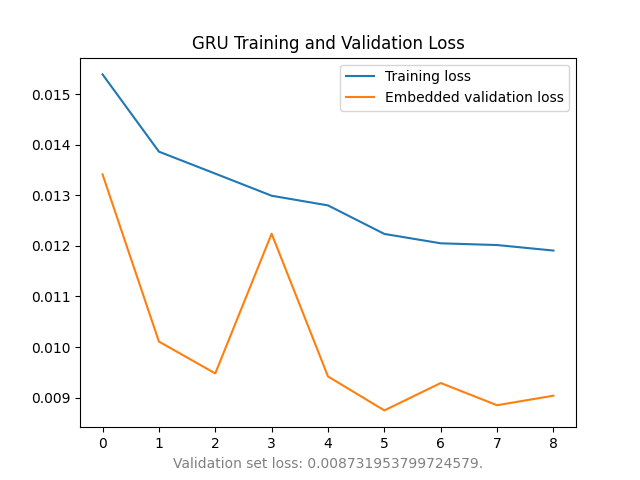 GRU Training and Validation Loss
Training loss
Embedded validation loss
0.015
0.014
0.013
0.012
0.011
0.010
0.009
0 1 2 3 4 5 6 7 8
Validation set loss: 0.008731953799724579.